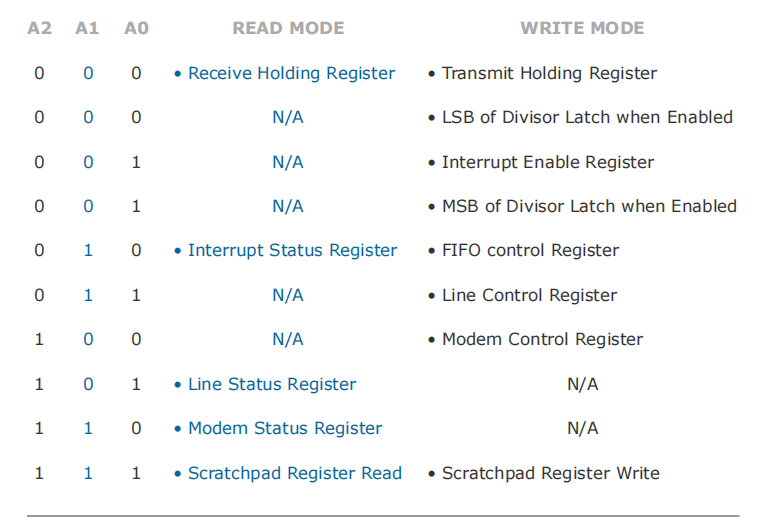 A2 A1 A0 READ MODE WRITE MODE
0 0 0 • Receive Holding Register • Transmit Holding Register
0 0 0 N/A • LSB of Divisor Latch when Enabled
0 0 1 N/A • Interrupt Enable Register
0 0 1 N/A • MSB of Divisor Latch when Enabled
0 1 0 • Interrupt Status Register • FIFO control Register
0 1 1 N/A • Line Control Register
1 0 0 N/A • Modem Control Register
1 0 1 • Line Status Register N/A
1 1 0 • Modem Status Register N/A
1 1 1 • Scratchpad Register Read • Scratchpad Register Write